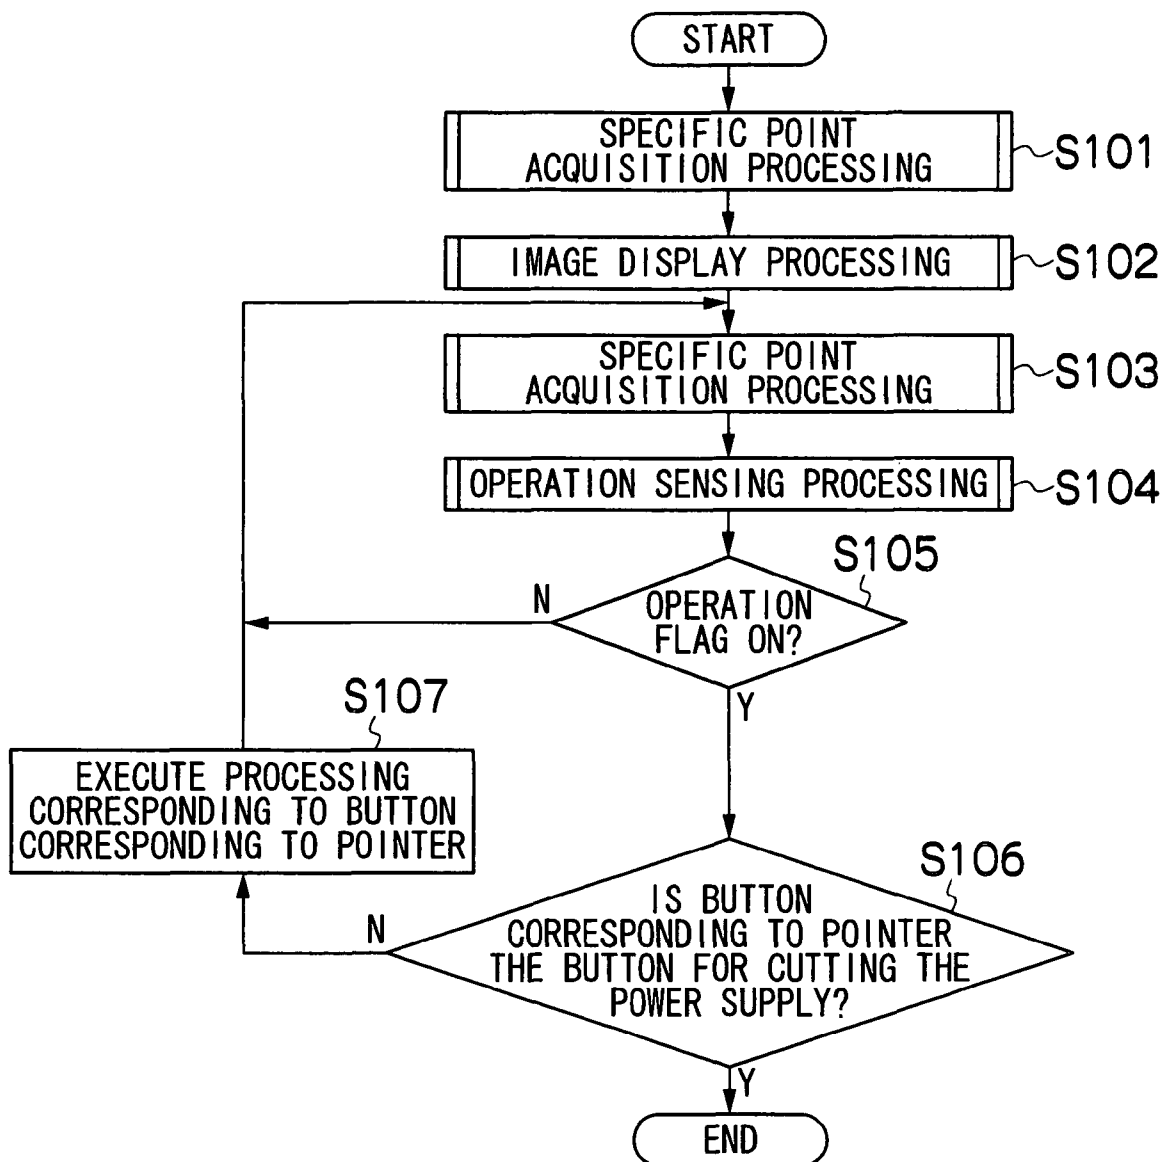 START
SPECIFIC POINT
ACQUISITION PROCESSING
S101
IMAGE DISPLAY PROCESSING
S102
SPECIFIC POINT
ACQUISITION PROCESSING
S103
OPERATION SENSING PROCESSING
S104
S105
N
OPERATION
FLAG ON?
Y
S107
EXECUTE PROCESSING
CORRESPONDING TO BUTTON
CORRESPONDING TO POINTER
S106
N
IS BUTTON
CORRESPONDING TO POINTER
THE BUTTON FOR CUTTING THE
POWER SUPPLY?
Y
END